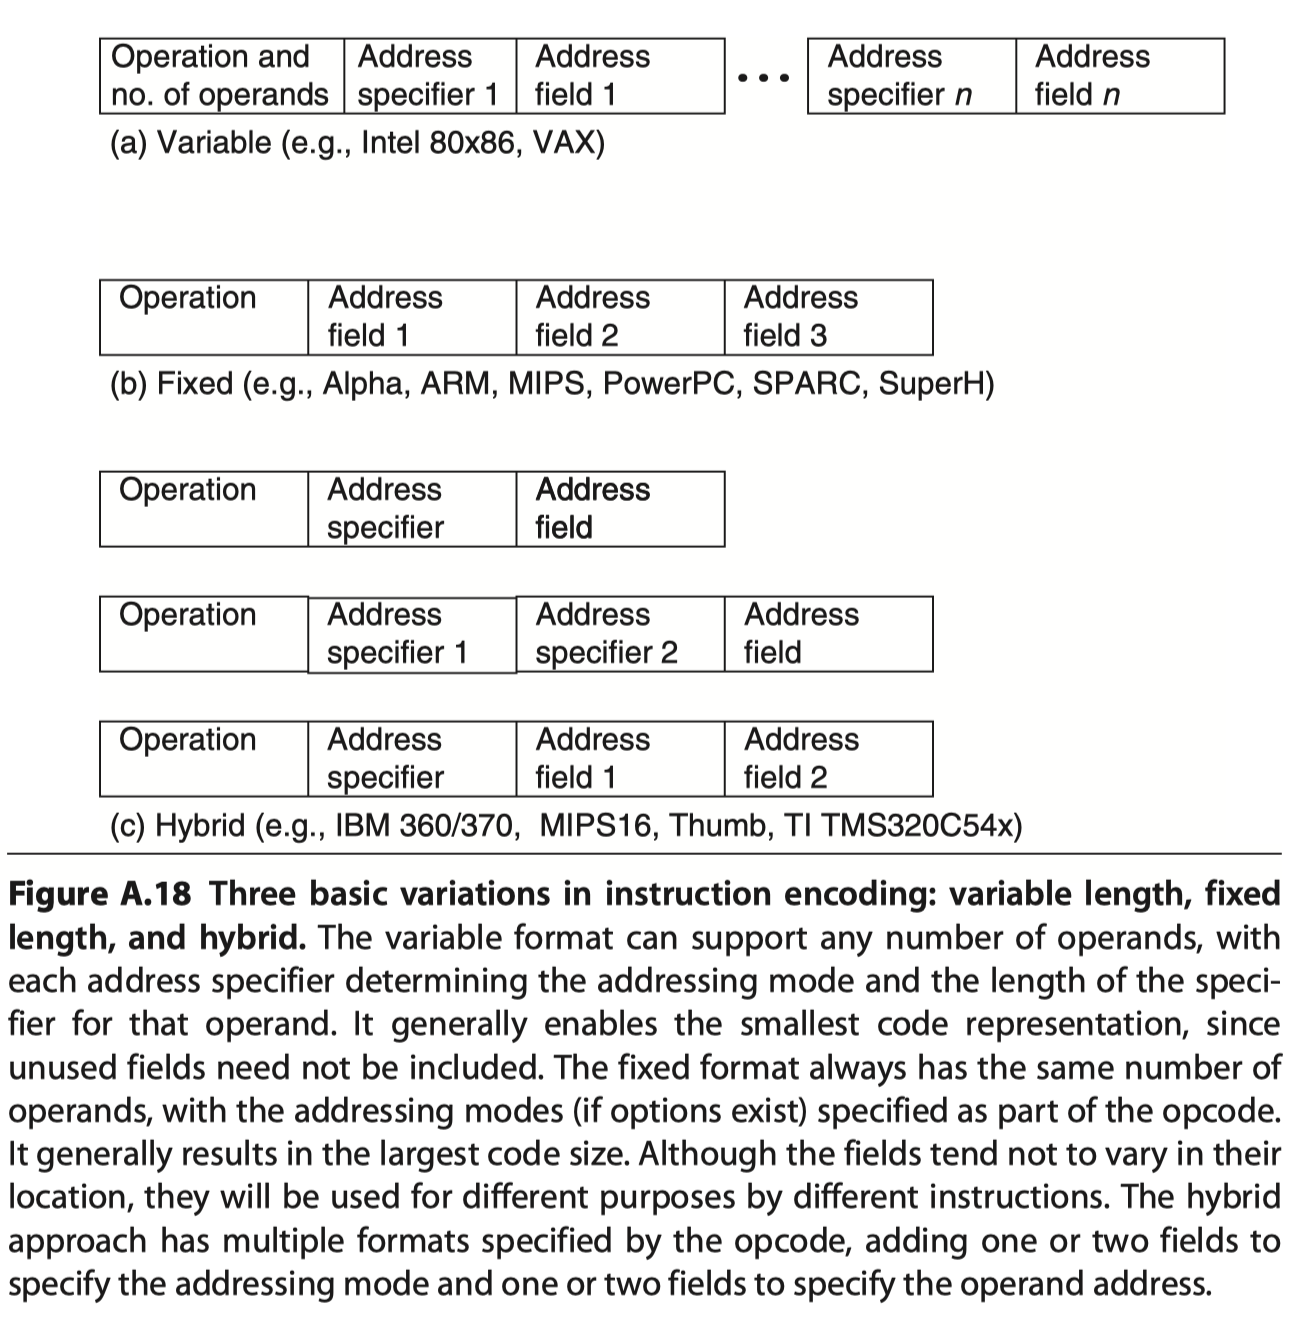 Operation and no. of operands Address specifier 1 Address field 1 • • • Address specifier n Address field n
(a) Variable (e.g., Intel 80x86, VAX)
Operation Address field 1 Address field 2 Address field 3
(b) Fixed (e.g., Alpha, ARM, MIPS, PowerPC, SPARC, SuperH)
Operation Address specifier Address field
Operation Address specifier 1 Address specifier 2 Address field
Operation Address specifier Address field 1 Address field 2
(c) Hybrid (e.g., IBM 360/370, MIPS16, Thumb, TI TMS320C54x)
Figure A.18 Three basic variations in instruction encoding: variable length, fixed
length, and hybrid. The variable format can support any number of operands, with
each address specifier determining the addressing mode and the length of the speci-
fier for that operand. It generally enables the smallest code representation, since
unused fields need not be included. The fixed format always has the same number of
operands, with the addressing modes (if options exist) specified as part of the opcode.
It generally results in the largest code size. Although the fields tend not to vary in their
location, they will be used for different purposes by different instructions. The hybrid
approach has multiple formats specified by the opcode, adding one or two fields to
specify the addressing mode and one or two fields to specify the operand address.